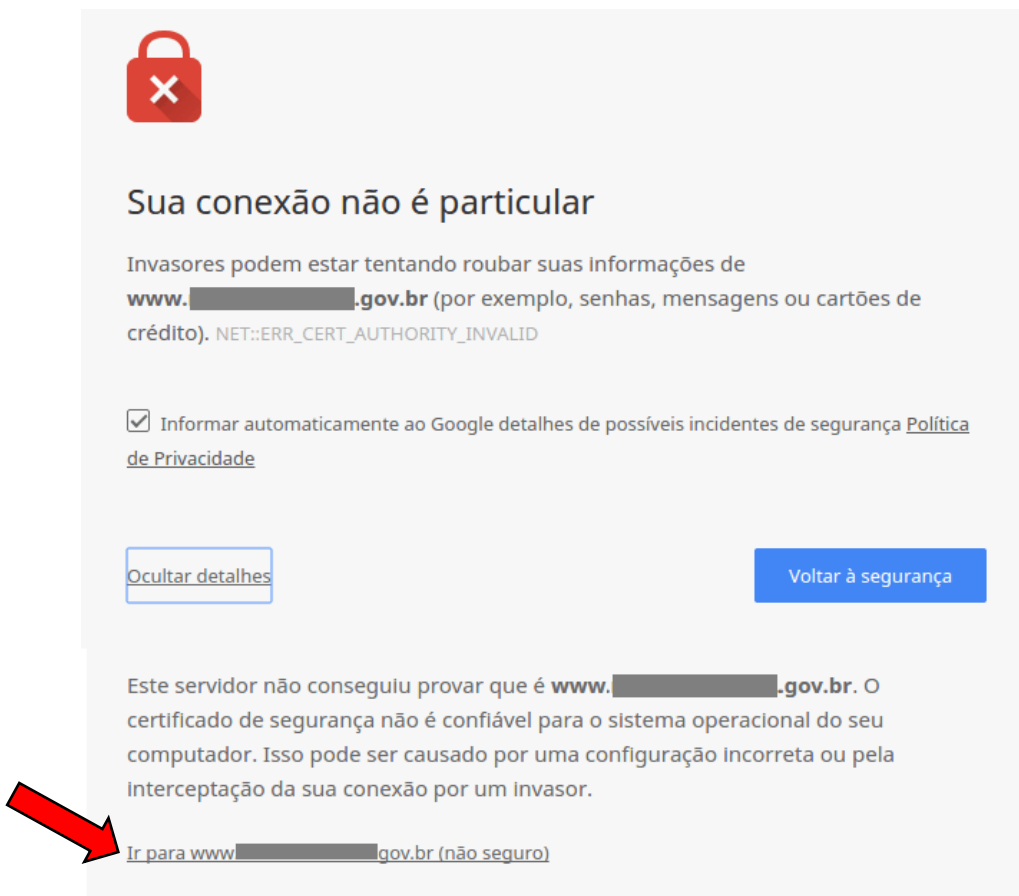 Sua conexão não é particular
Invasores podem estar tentando roubar suas informações de
www. .gov.br (por exemplo, senhas, mensagens ou cartões de
crédito). NET::ERR_CERT_AUTHORITY_INVALID
Informar automaticamente ao Google detalhes de possíveis incidentes de segurança Política
de Privacidade
Ocultar detalhes
Voltar à segurança
Este servidor não conseguiu provar que é www. .gov.br. O
certificado de segurança não é confiável para o sistema operacional do seu
computador. Isso pode ser causado por uma configuração incorreta ou pela
interceptação da sua conexão por um invasor.
Ir para www gov.br (não seguro)